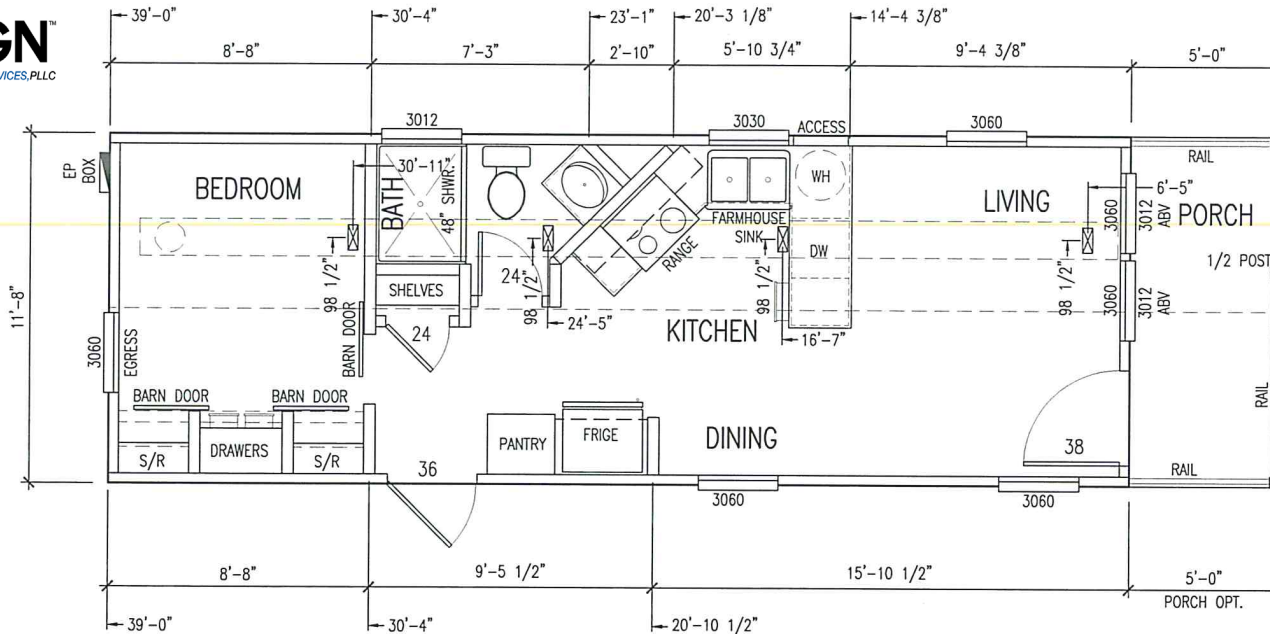 GN™
VICES,PLLC
39'-0"
30'-4"
23'-1"
20'-3 1/8"
14'-4 3/8"
8'-8"
7'-3"
2'-10"
5'-10 3/4"
9'-4 3/8"
5'-0"
3012
3030
ACCESS
3060
EP BOX
BEDROOM
30'-11"
BATH
48" SHWR.
WH
LIVING
RAIL
6'-5"
3060
3012 ABV
PORCH
FARMHOUSE
SINK
RANGE
DW
1/2 POST
98 1/2"
24
98 1/2"
98 1/2"
98 1/2"
SHELVES
3060
3012 ABV
11'-8"
24'-5"
KITCHEN
16'-7"
24
BARN DOOR
3060
EGRESS
BARN DOOR
BARN DOOR
RAIL
DRAWERS
S/R
S/R
PANTRY
FRIGE
DINING
38
36
RAIL
3060
3060
8'-8"
9'-5 1/2"
15'-10 1/2"
5'-0"
PORCH OPT.
39'-0"
30'-4"
20'-10 1/2"